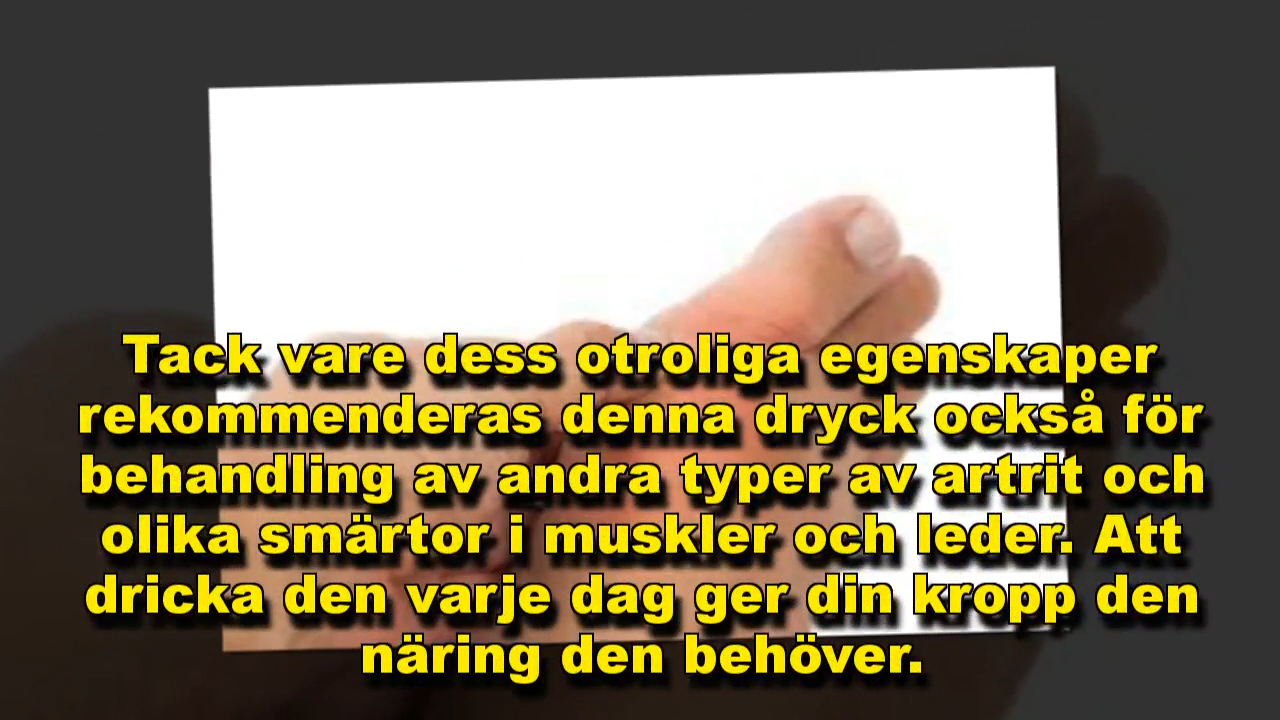 Tack vare dess otroliga egenskaper
rekommenderas denna dryck också för
behandling av andra typer av artrit och
olika smärtor i muskler och leder. Att
dricka den varje dag ger din kropp den
näring den behöver.